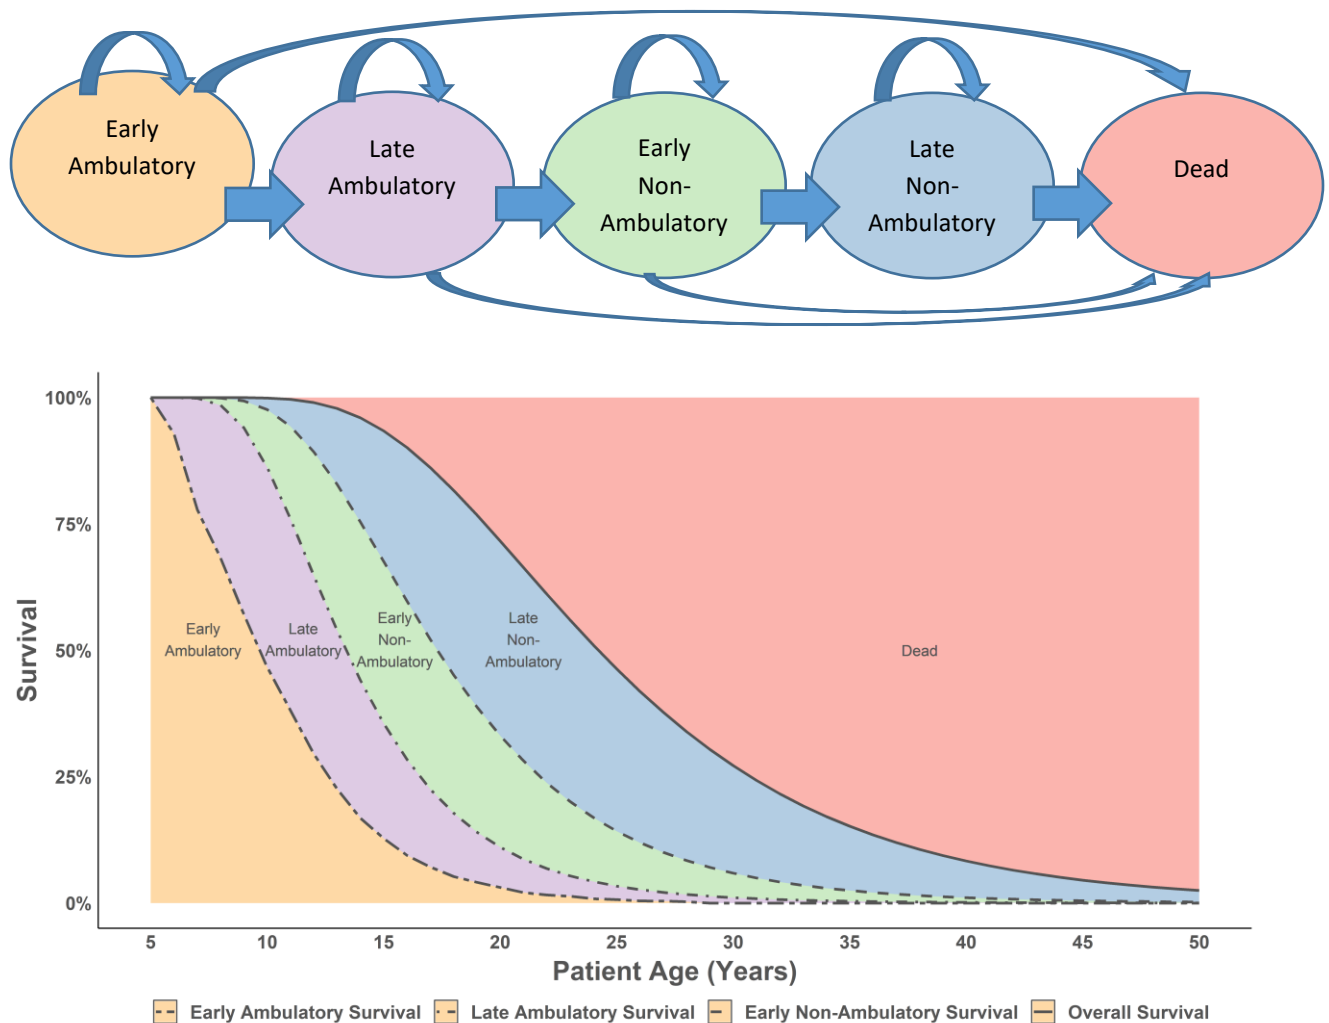 Early
Ambulatory
Late
Ambulatory
Early
Non-
Ambulatory
Late
Non-
Ambulatory
Dead
100%
75%
50%
25%
0%
Survival
Early
Ambulatory
Late
Ambulatory
Early
Non-
Ambulatory
Late
Non-
Ambulatory
Dead
5 10 15 20 25 30 35 40 45 50
Patient Age (Years)
Early Ambulatory Survival Late Ambulatory Survival Early Non-Ambulatory Survival Overall Survival